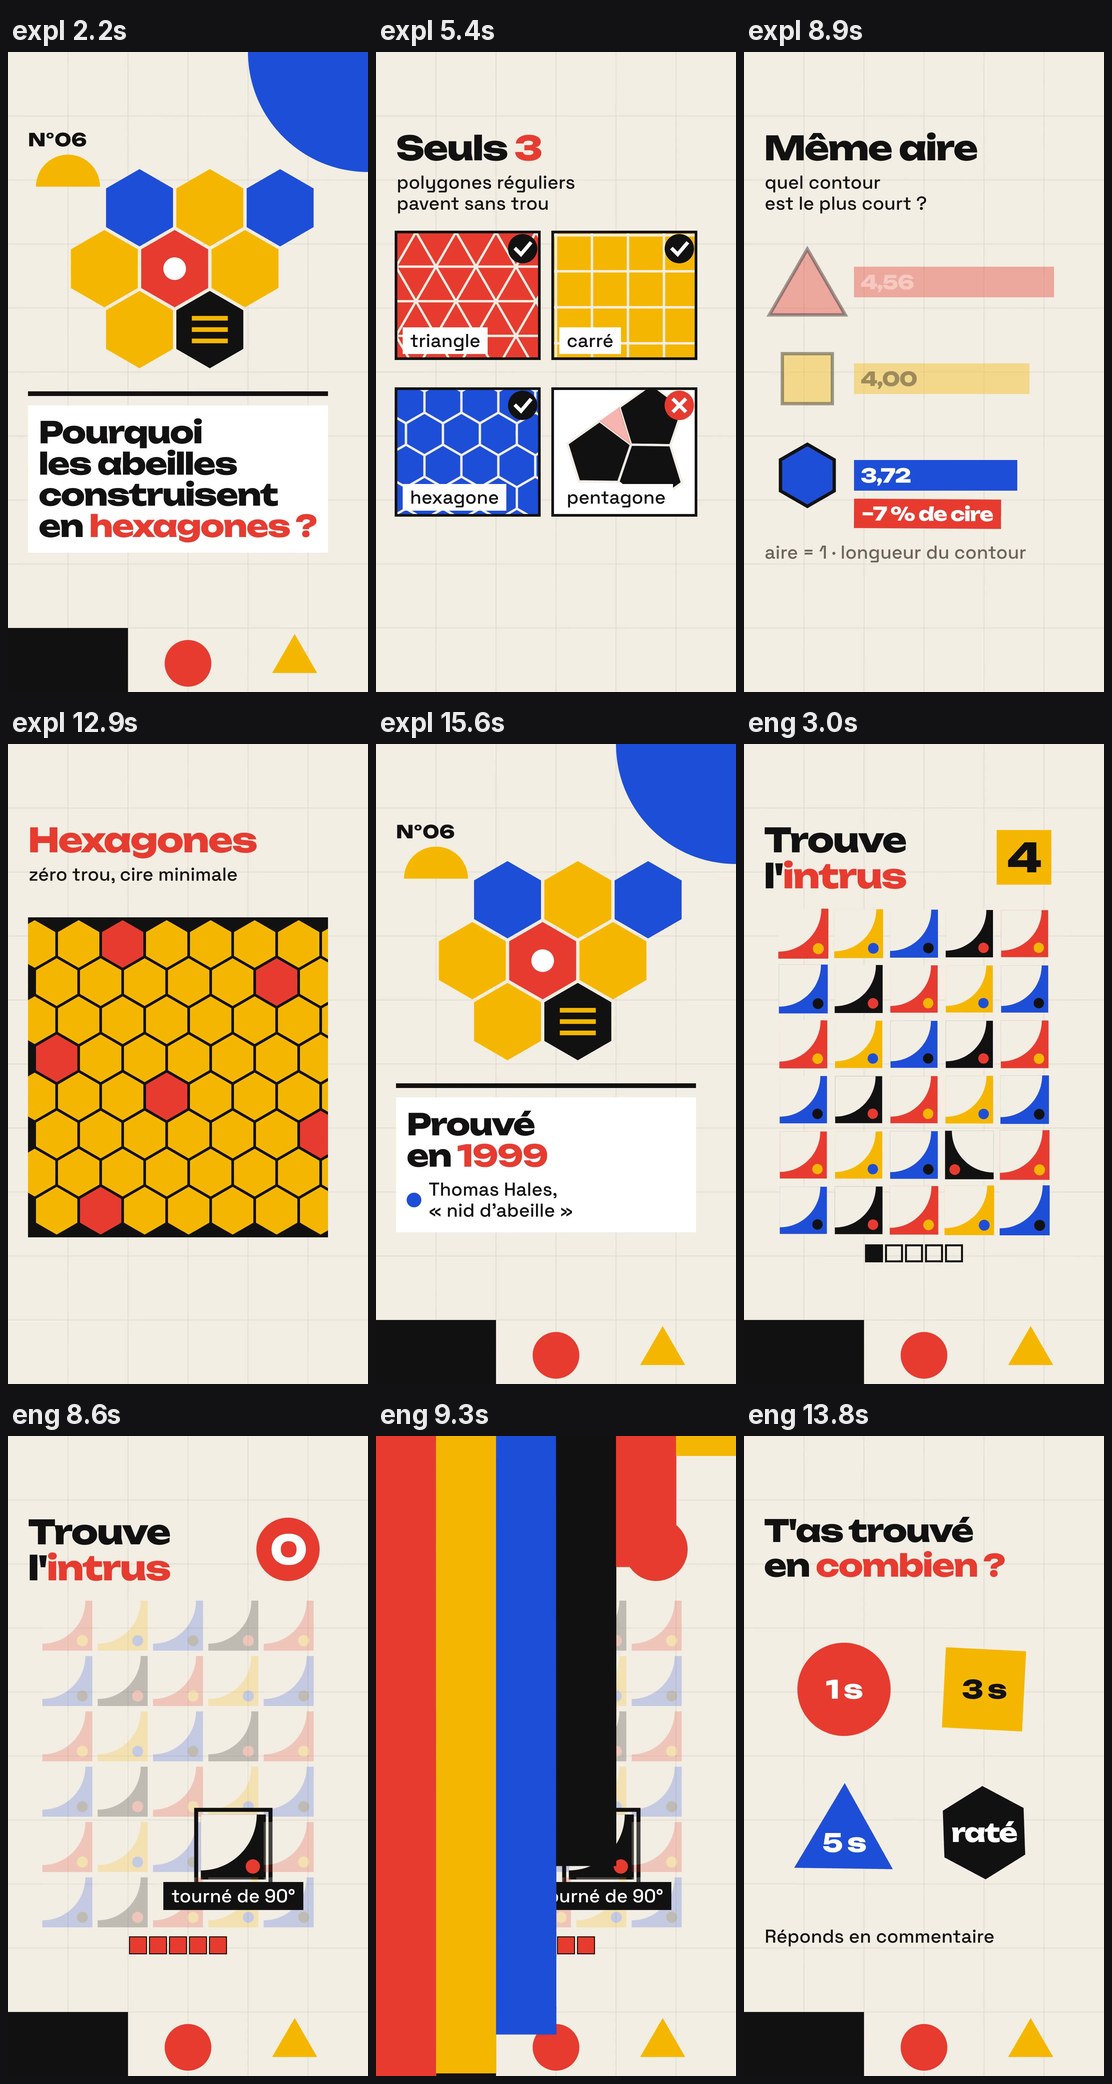 expl 2.2s
N°06
Pourquoi
les abeilles
construisent
en hexagones ?
expl 5.4s
Seuls 3
polygones réguliers
pavent sans trou
triangle
carré
hexagone
pentagone
expl 8.9s
Même aire
quel contour
est le plus court ?
4,56
4,00
3,72
−7 % de cire
aire = 1 · longueur du contour
expl 12.9s
Hexagones
zéro trou, cire minimale
expl 15.6s
N°06
Prouvé
en 1999
Thomas Hales,
« nid d’abeille »
eng 3.0s
Trouve
l'intrus
4
eng 8.6s
Trouve
l'intrus
0
tourné de 90°
eng 9.3s
ourné de 90°
eng 13.8s
T'as trouvé
en combien ?
1 s
3 s
5 s
raté
Réponds en commentaire